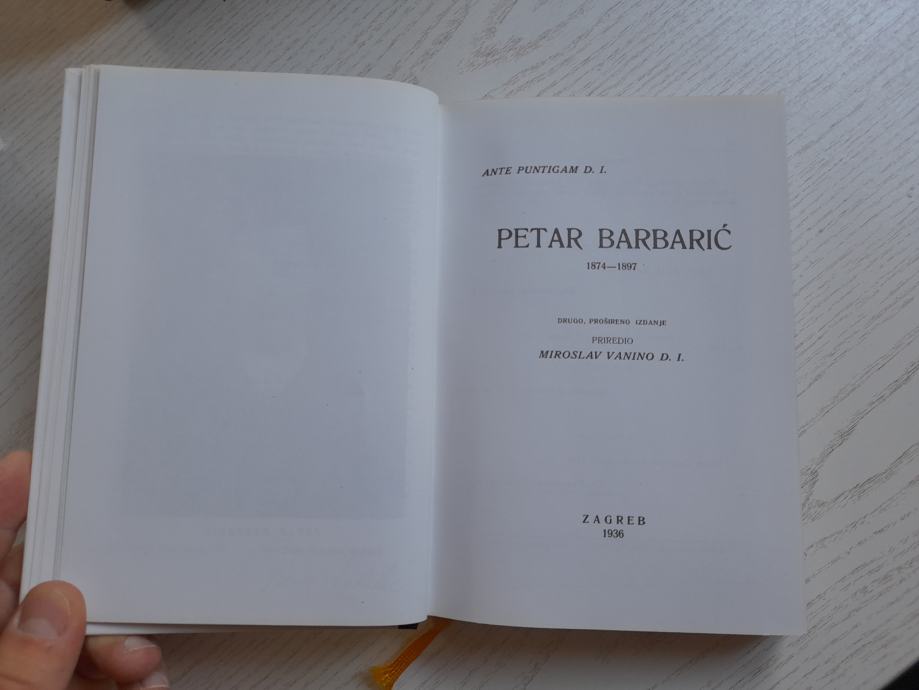 ANTE PUNTIGAM D. I.
PETAR BARBARIĆ
1874—1897
DRUGO, PROŠIRENO IZDANJE
PRIREDIO
MIROSLAV VANINO D. I.
ZAGREB
1936